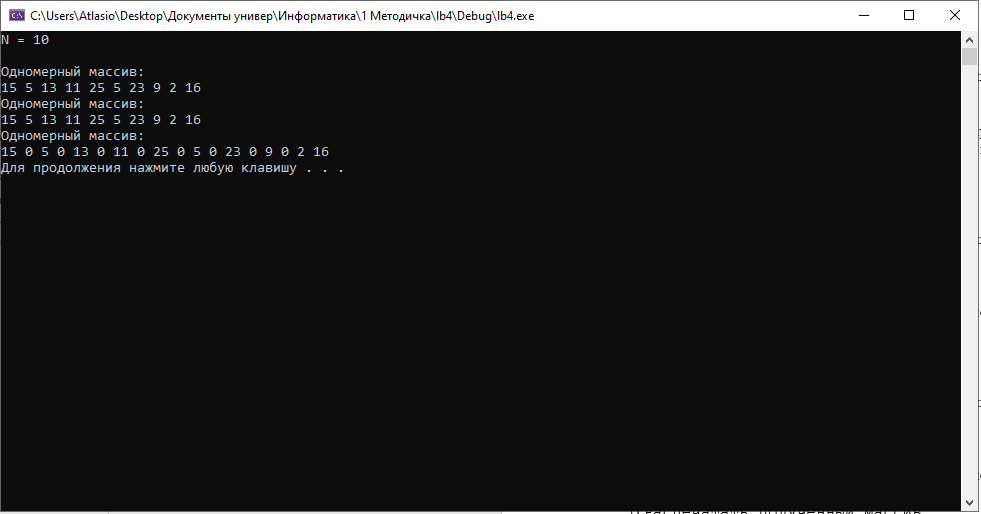 C:\Users\Atlasio\Desktop\Документы универ\Информатика\1 Методичка\lb4\Debug\lb4.exe
N = 10
Одномерный массив:
15 5 13 11 25 5 23 9 2 16
Одномерный массив:
15 5 13 11 25 5 23 9 2 16
Одномерный массив:
15 0 5 0 13 0 11 0 25 0 5 0 23 0 9 0 2 16
Для продолжения нажмите любую клавишу . . .